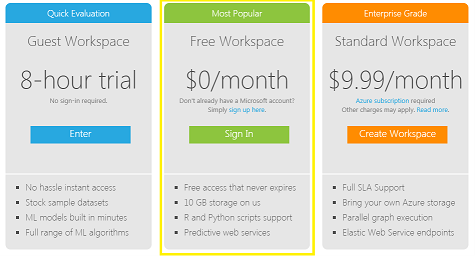 Quick Evaluation
Guest Workspace
8-hour trial
No sign-in required.
Enter
No hassle instant access
Stock sample datasets
ML models built in minutes
Full range of ML algorithms
Most Popular
Free Workspace
$0/month
Don't already have a Microsoft account?
Simply sign up here.
Sign In
Free access that never expires
10 GB storage on us
R and Python scripts support
Predictive web services
Enterprise Grade
Standard Workspace
$9.99/month
Azure subscription required
Other charges may apply. Read more.
Create Workspace
Full SLA Support
Bring your own Azure storage
Parallel graph execution
Elastic Web Service endpoints